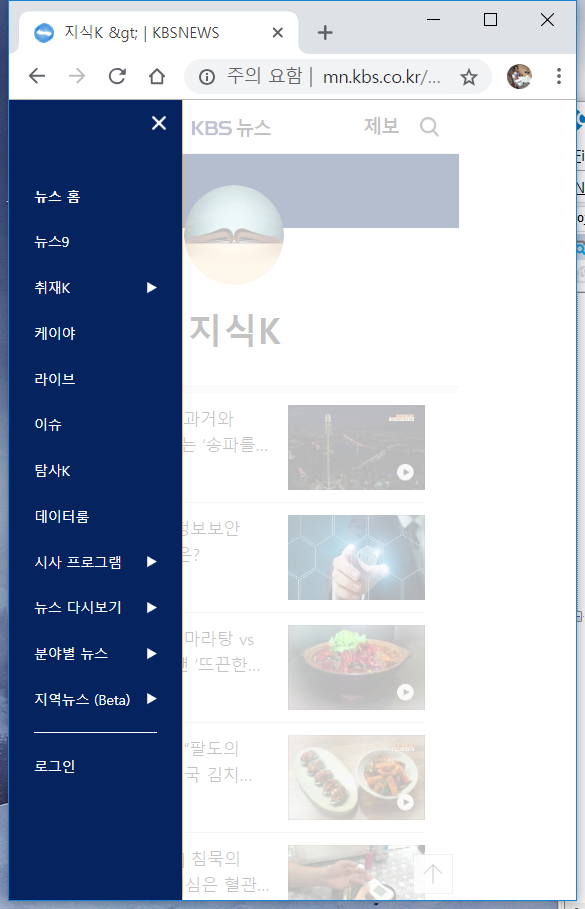 지식K &gt; | KBSNEWS
주의 요함 | mn.kbs.co.kr/...
KBS 뉴스
제보
지식K
뉴스 홈
뉴스9
취재K
케이야
라이브
이슈
탐사K
데이터룸
시사 프로그램
뉴스 다시보기
분야별 뉴스
지역뉴스 (Beta)
로그인
과거와
는 ‘송파를...
정보보안
은?
마라탕 vs
‘뜨끈한...
“팔도의
국 김치...
침묵의
심은 혈관...